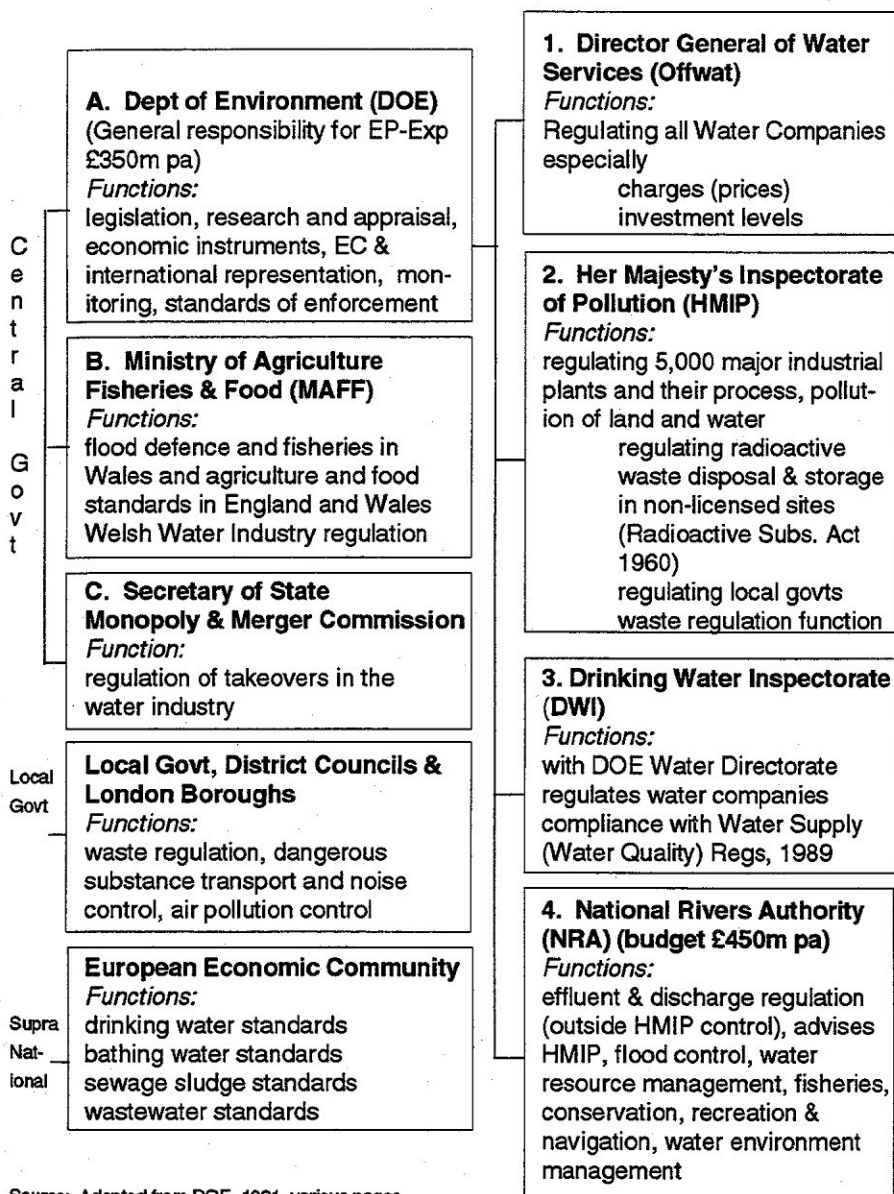 Central Govt
A. Dept of Environment (DOE)
(General responsibility for EP-Exp
£350m pa)
Functions:
legislation, research and appraisal,
economic instruments, EC &
international representation, mon-
itoring, standards of enforcement
B. Ministry of Agriculture
Fisheries & Food (MAFF)
Functions:
flood defence and fisheries in
Wales and agriculture and food
standards in England and Wales
Welsh Water Industry regulation
C. Secretary of State
Monopoly & Merger Commission
Function:
regulation of takeovers in the
water industry
Local
Govt
Local Govt, District Councils &
London Boroughs
Functions:
waste regulation, dangerous
substance transport and noise
control, air pollution control
Supra
Nat-
ional
European Economic Community
Functions:
drinking water standards
bathing water standards
sewage sludge standards
wastewater standards
1. Director General of Water
Services (Offwat)
Functions:
Regulating all Water Companies
especially
charges (prices)
investment levels
2. Her Majesty's Inspectorate
of Pollution (HMIP)
Functions:
regulating 5,000 major industrial
plants and their process, pollut-
ion of land and water
regulating radioactive
waste disposal & storage
in non-licensed sites
(Radioactive Subs. Act
1960)
regulating local govts
waste regulation function
3. Drinking Water Inspectorate
(DWI)
Functions:
with DOE Water Directorate
regulates water companies
compliance with Water Supply
(Water Quality) Regs, 1989
4. National Rivers Authority
(NRA) (budget £450m pa)
Functions:
effluent & discharge regulation
(outside HMIP control), advises
HMIP, flood control, water
resource management, fisheries,
conservation, recreation &
navigation, water environment
management
Source: Adapted from DOE, 1991, various pages